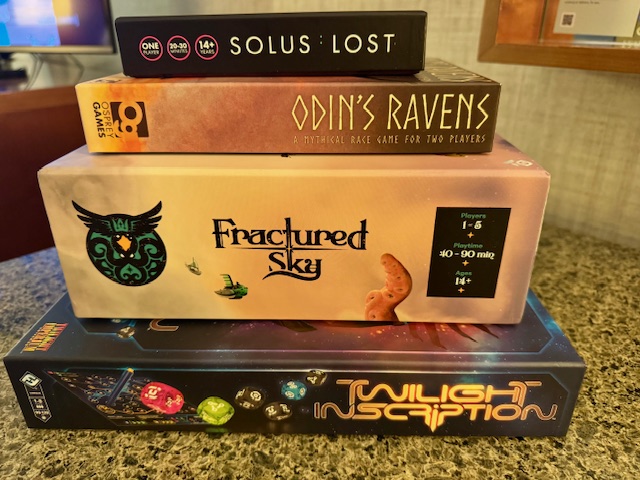 ONE
PLAYER
20-30
MINUTES
14+
YEARS
SOLUS : LOST
OSPREY
GAMES
ODIN'S RAVENS
A MYTHICAL RACE GAME FOR TWO PLAYERS
Fractured
Sky
Players
1 - 5
Playtime
40 - 90 min
Ages
14+
TWILIGHT
INSCRIPTION